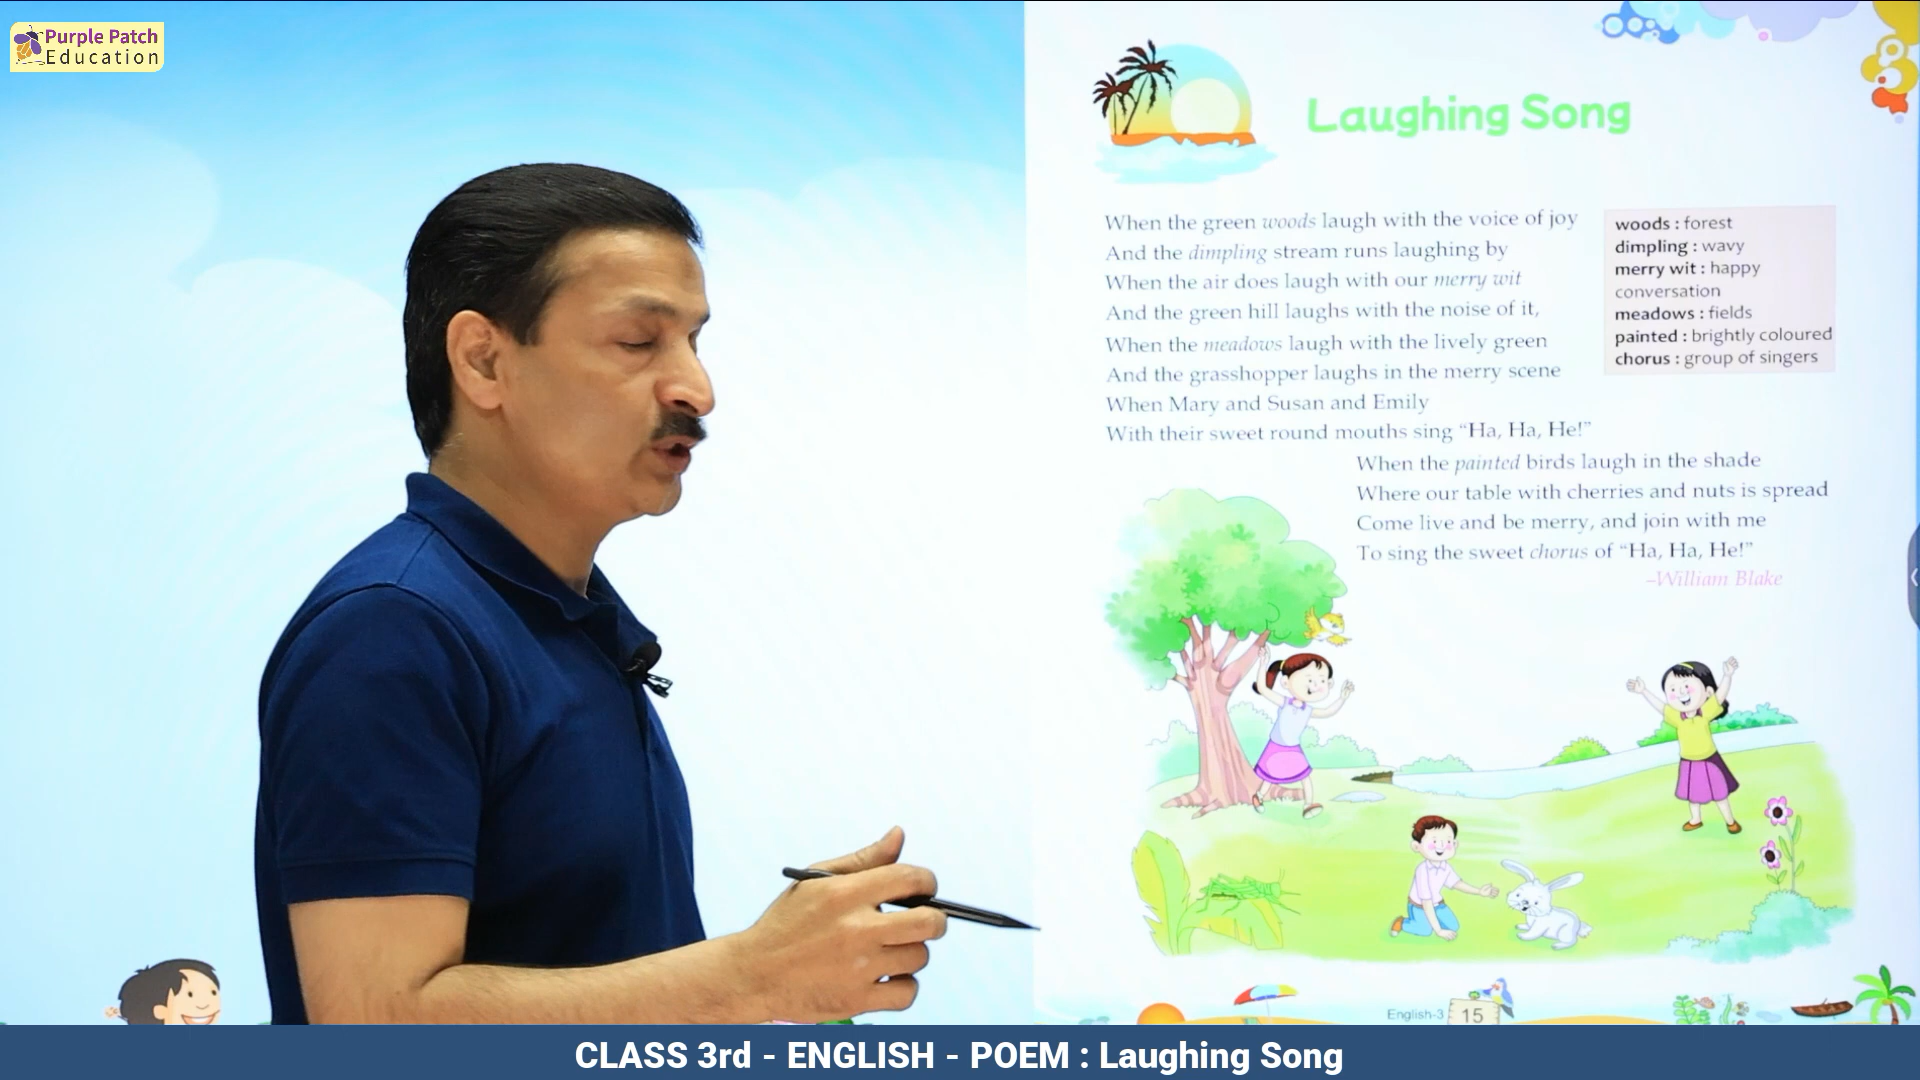 Purple Patch
Education
Laughing Song
When the green woods laugh with the voice of joy
And the dimpling stream runs laughing by
When the air does laugh with our merry wit
And the green hill laughs with the noise of it,
When the meadows laugh with the lively green
And the grasshopper laughs in the merry scene
When Mary and Susan and Emily
With their sweet round mouths sing “Ha, Ha, He!”
woods : forest
dimpling : wavy
merry wit : happy
conversation
meadows : fields
painted : brightly coloured
chorus : group of singers
When the painted birds laugh in the shade
Where our table with cherries and nuts is spread
Come live and be merry, and join with me
To sing the sweet chorus of “Ha, Ha, He!”
–William Blake
English-3 15
CLASS 3rd - ENGLISH - POEM : Laughing Song